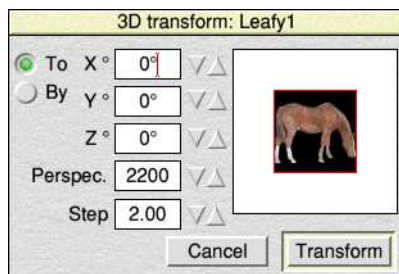 3D transform: Leafy1
To X ° 0°
By Y ° 0°
Z ° 0°
Perspec. 2200
Step 2.00
Cancel Transform